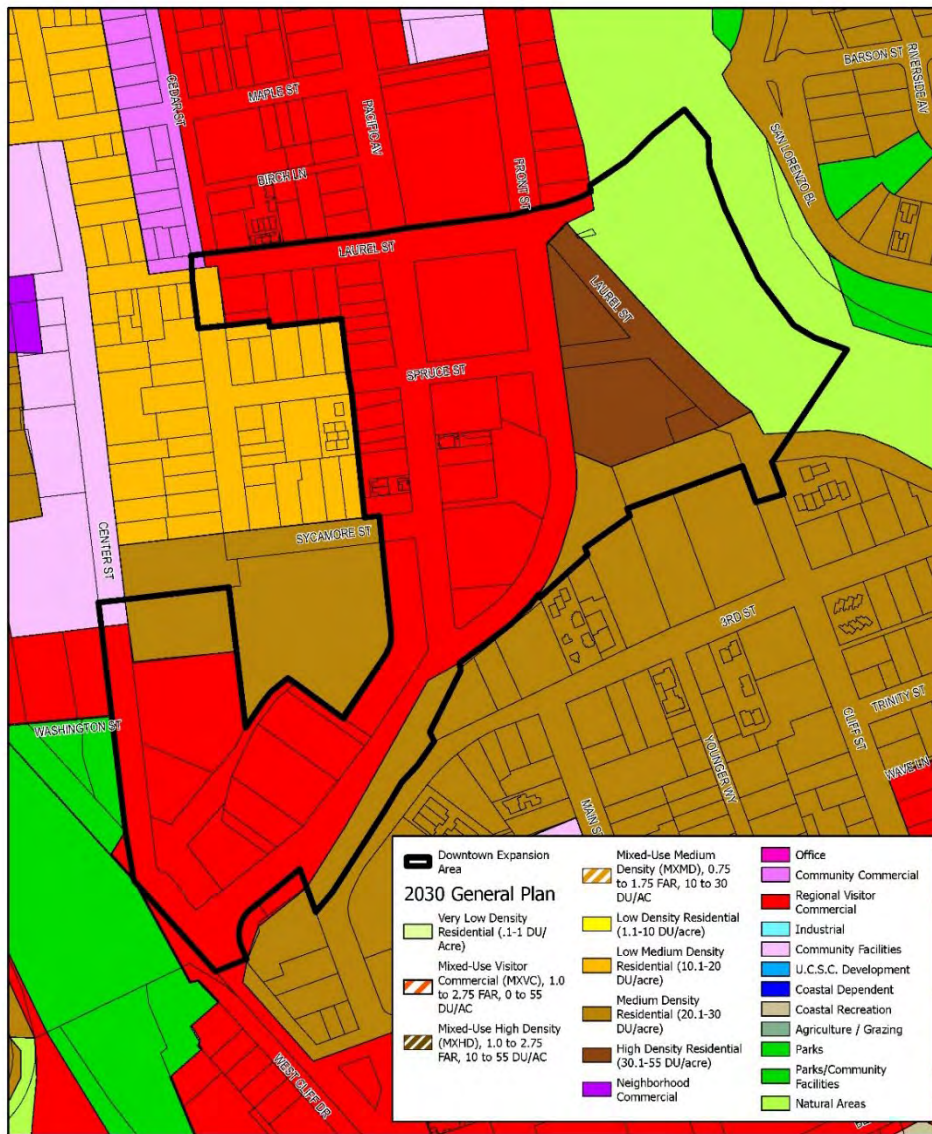 BARSON ST
RIVERSIDE AV
CEDAR ST
MAPLE ST
PACIFIC AV
SAN LORENZO BL
BIRCH LN
FRONT ST
LAUREL ST
LAUREL ST
SPRUCE ST
CENTER ST
SYCAMORE ST
3RD ST
WASHINGTON ST
TRINITY ST
CLIFF ST
YOUNGER WY
WAVE LN
MAIN ST
WEST CLIFF DR
Downtown Expansion
Area
2030 General Plan
Very Low Density
Residential (.1-1 DU/
Acre)
Mixed-Use Visitor
Commercial (MXVC), 1.0
to 2.75 FAR, 0 to 55
DU/AC
Mixed-Use High Density
(MXHD), 1.0 to 2.75
FAR, 10 to 55 DU/AC
Mixed-Use Medium
Density (MXMD), 0.75
to 1.75 FAR, 10 to 30
DU/AC
Low Density Residential
(1.1-10 DU/acre)
Low Medium Density
Residential (10.1-20
DU/acre)
Medium Density
Residential (20.1-30
DU/acre)
High Density Residential
(30.1-55 DU/acre)
Neighborhood
Commercial
Office
Community Commercial
Regional Visitor
Commercial
Industrial
Community Facilities
U.C.S.C. Development
Coastal Dependent
Coastal Recreation
Agriculture / Grazing
Parks
Parks/Community
Facilities
Natural Areas